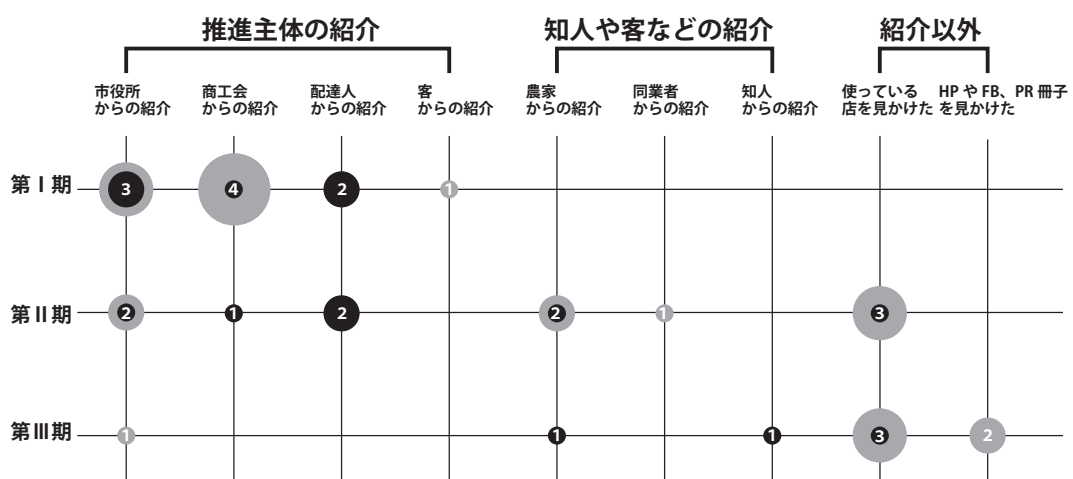 推進主体の紹介
知人や客などの紹介
紹介以外
市役所
からの紹介
商工会
からの紹介
配達人
からの紹介
客
からの紹介
農家
からの紹介
同業者
からの紹介
知人
からの紹介
使っている
店を見かけた
HP や FB、PR 冊子
を見かけた
第Ⅰ期
3
4
2
1
第Ⅱ期
2
1
2
2
1
3
第Ⅲ期
1
1
1
3
2